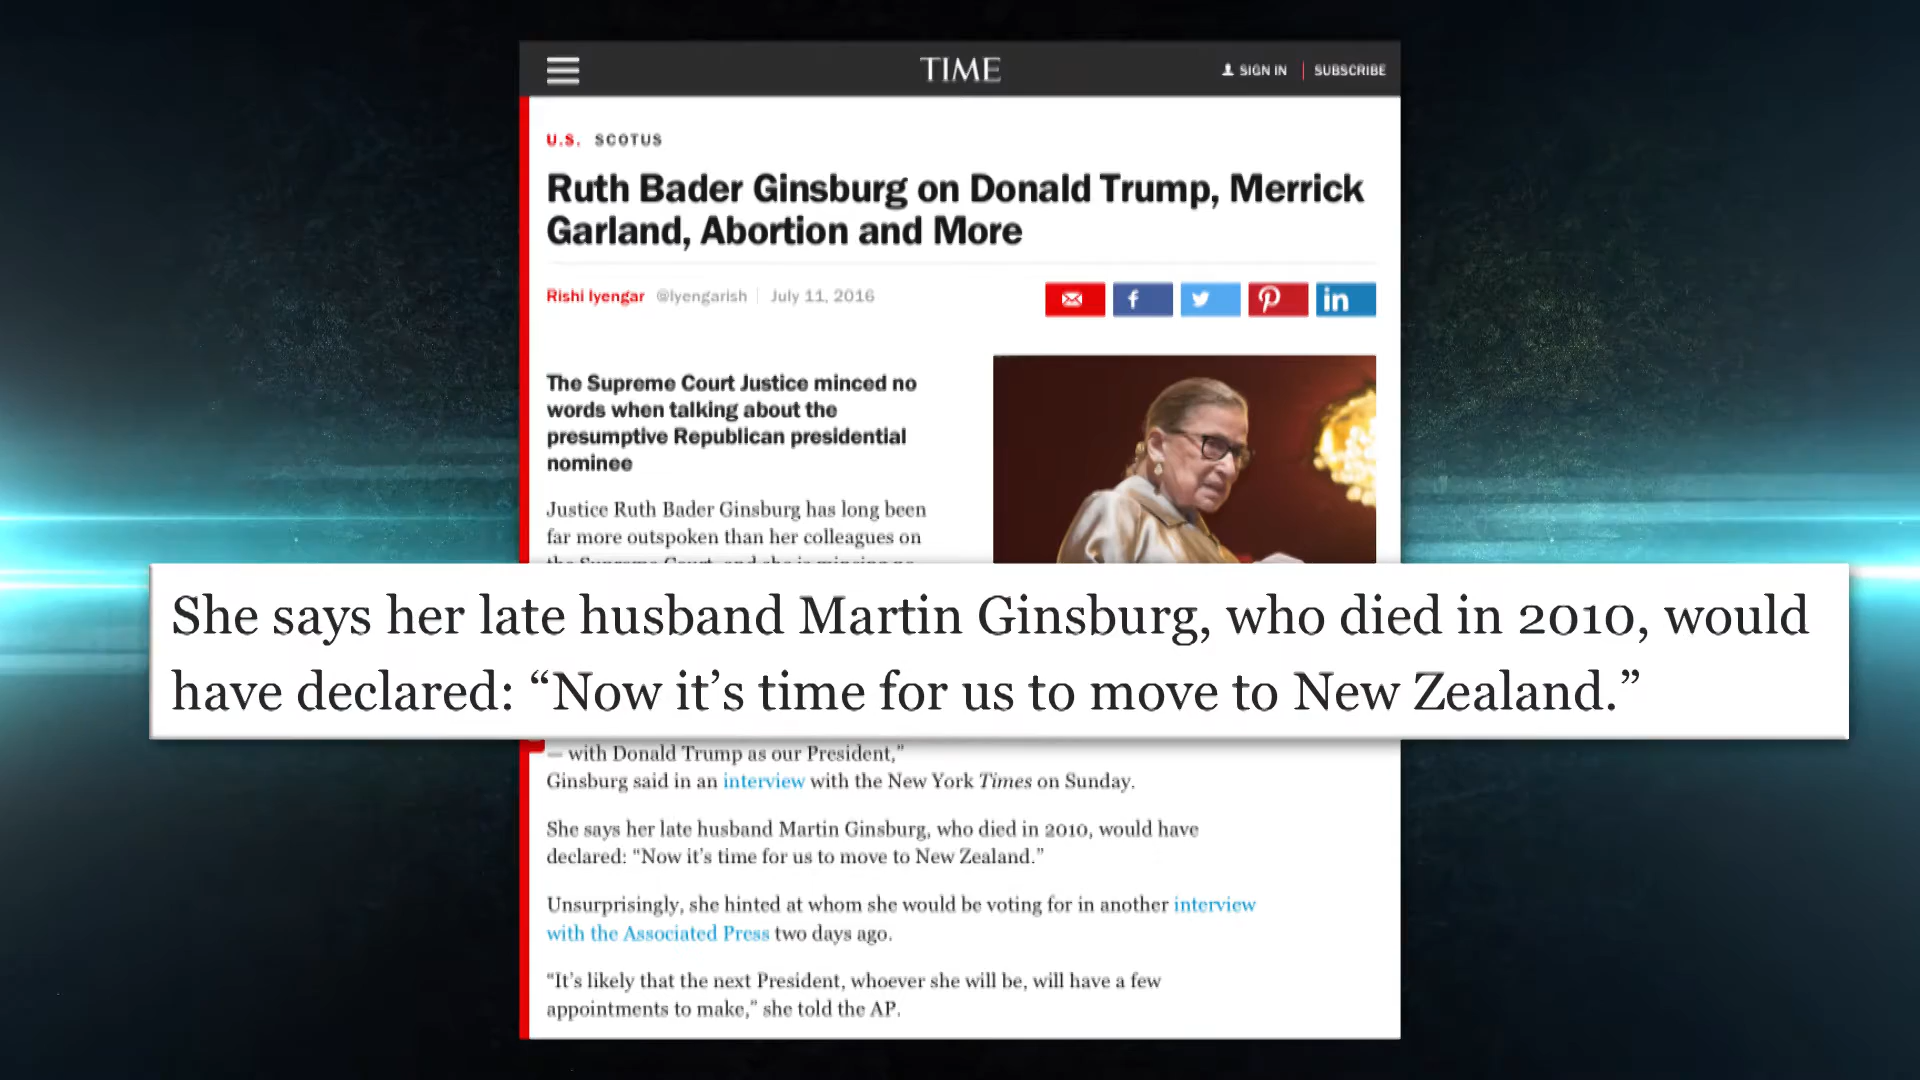 TIME
SIGN IN
SUBSCRIBE
U.S. SCOTUS
Ruth Bader Ginsburg on Donald Trump, Merrick
Garland, Abortion and More
Rishi Iyengar @Iyengarish July 11, 2016
f
in
The Supreme Court Justice minced no
words when talking about the
presumptive Republican presidential
nominee
Justice Ruth Bader Ginsburg has long been
far more outspoken than her colleagues on
She says her late husband Martin Ginsburg, who died in 2010, would
have declared: “Now it’s time for us to move to New Zealand.”
— with Donald Trump as our President,”
Ginsburg said in an interview with the New York Times on Sunday.
She says her late husband Martin Ginsburg, who died in 2010, would have
declared: “Now it’s time for us to move to New Zealand.”
Unsurprisingly, she hinted at whom she would be voting for in another interview
with the Associated Press two days ago.
“It’s likely that the next President, whoever she will be, will have a few
appointments to make,” she told the AP.